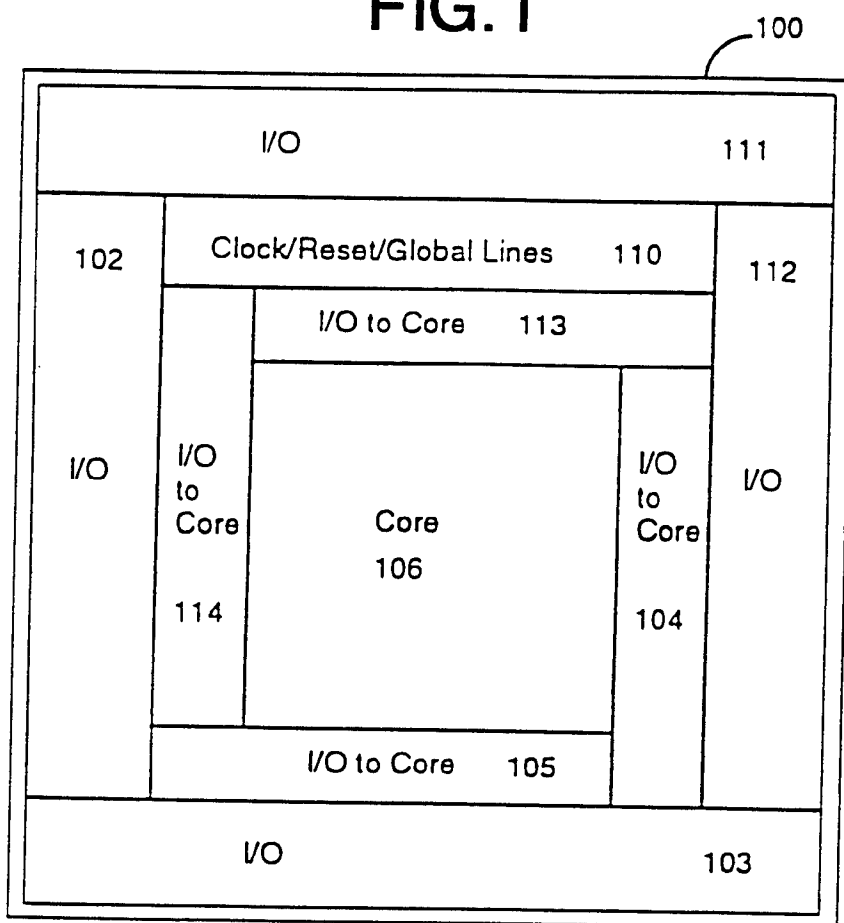 FIG. 1
100
I/O 111
102
Clock/Reset/Global Lines 110
112
I/O to Core 113
I/O
I/O
to
Core
114
Core
106
I/O
to
Core
104
I/O
I/O to Core 105
I/O 103